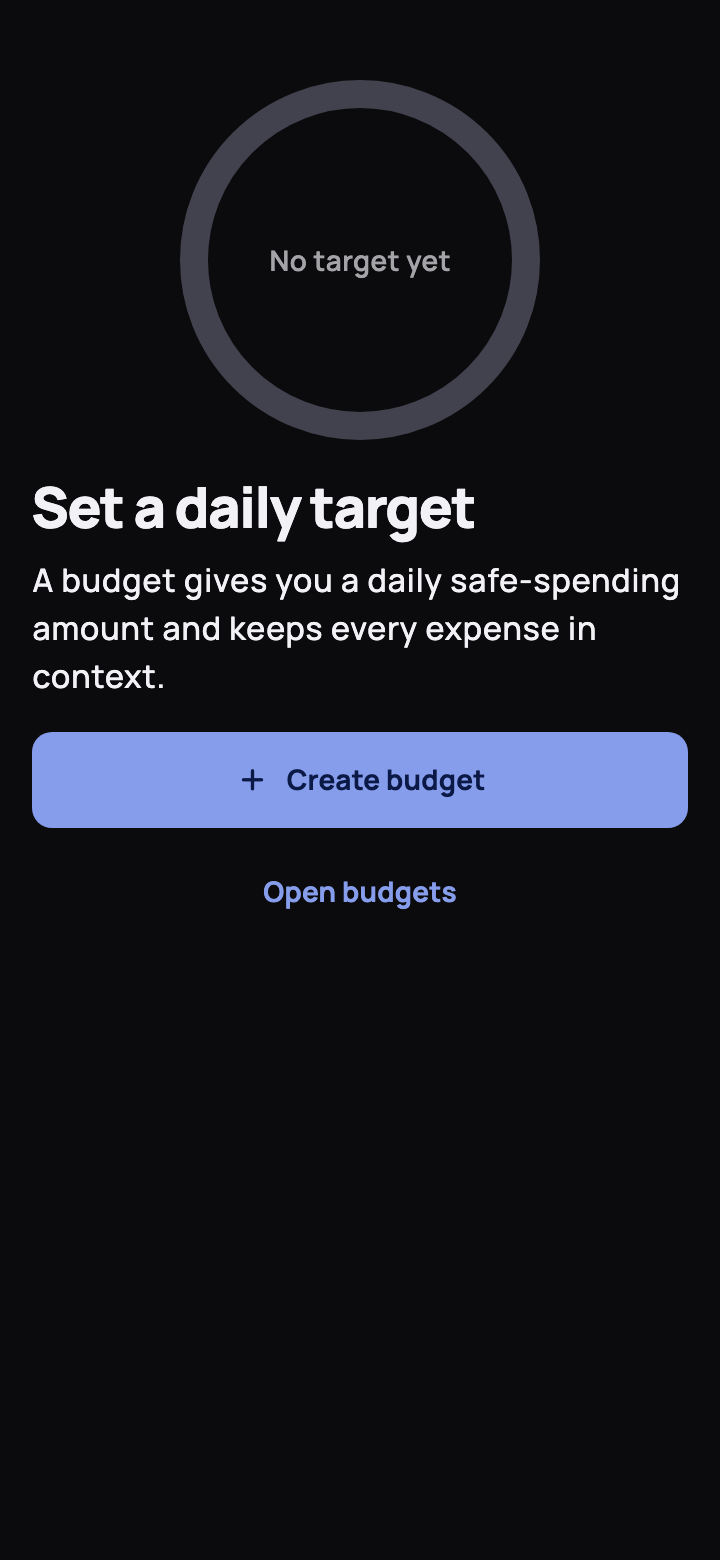 No target yet
Set a daily target
A budget gives you a daily safe-spending
amount and keeps every expense in
context.
Create budget
Open budgets